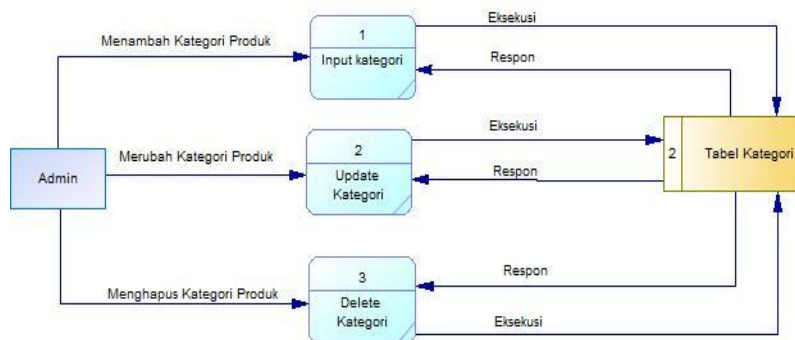 Eksekusi
1
Menambah Kategori Produk
Input kategori
Respon
Eksekusi
2
Merubah Kategori Produk
2
Tabel Kategori
Admin
Update
Kategori
Respon
3
Respon
Menghapus Kategori Produk
Delete
Kategori
Eksekusi